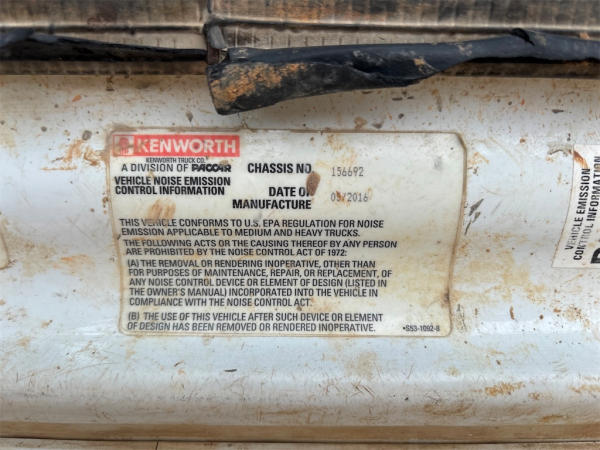 KENWORTH
KENWORTH TRUCK CO.
A DIVISION OF PACCAR
CHASSIS NO. 156692
VEHICLE NOISE EMISSION
CONTROL INFORMATION
DATE OF
MANUFACTURE 05/2016
THIS VEHICLE CONFORMS TO U.S. EPA REGULATION FOR NOISE
EMISSION APPLICABLE TO MEDIUM AND HEAVY TRUCKS.
THE FOLLOWING ACTS OR THE CAUSING THEREOF BY ANY PERSON
ARE PROHIBITED BY THE NOISE CONTROL ACT OF 1972:
(A) THE REMOVAL OR RENDERING INOPERATIVE, OTHER THAN
FOR PURPOSES OF MAINTENANCE, REPAIR, OR REPLACEMENT, OF
ANY NOISE CONTROL DEVICE OR ELEMENT OF DESIGN (LISTED IN
THE OWNER'S MANUAL) INCORPORATED INTO THE VEHICLE IN
COMPLIANCE WITH THE NOISE CONTROL ACT.
(B) THE USE OF THIS VEHICLE AFTER SUCH DEVICE OR ELEMENT
OF DESIGN HAS BEEN REMOVED OR RENDERED INOPERATIVE.
•S53-1092-8
VEHICLE EMISSION
CONTROL INFORMATION